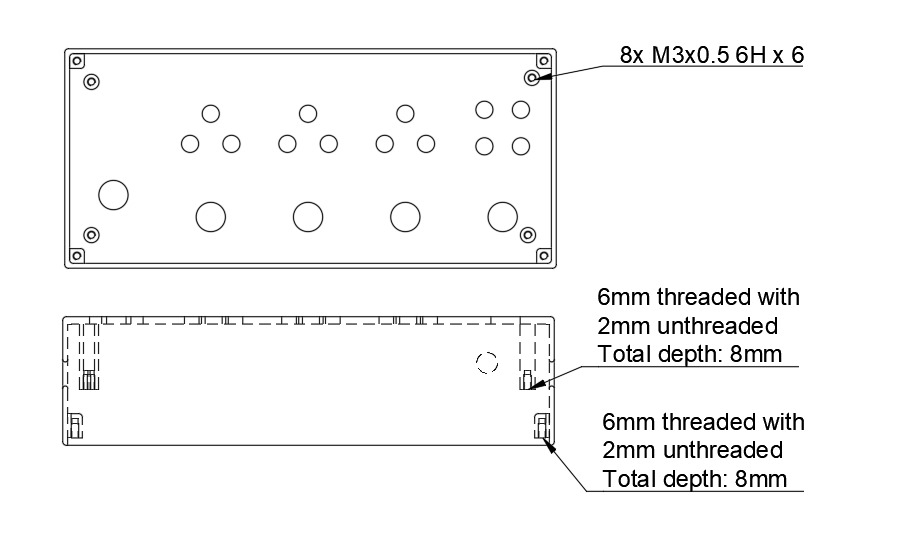 8x M3x0.5 6H x 6
6mm threaded with
2mm unthreaded
Total depth: 8mm
6mm threaded with
2mm unthreaded
Total depth: 8mm